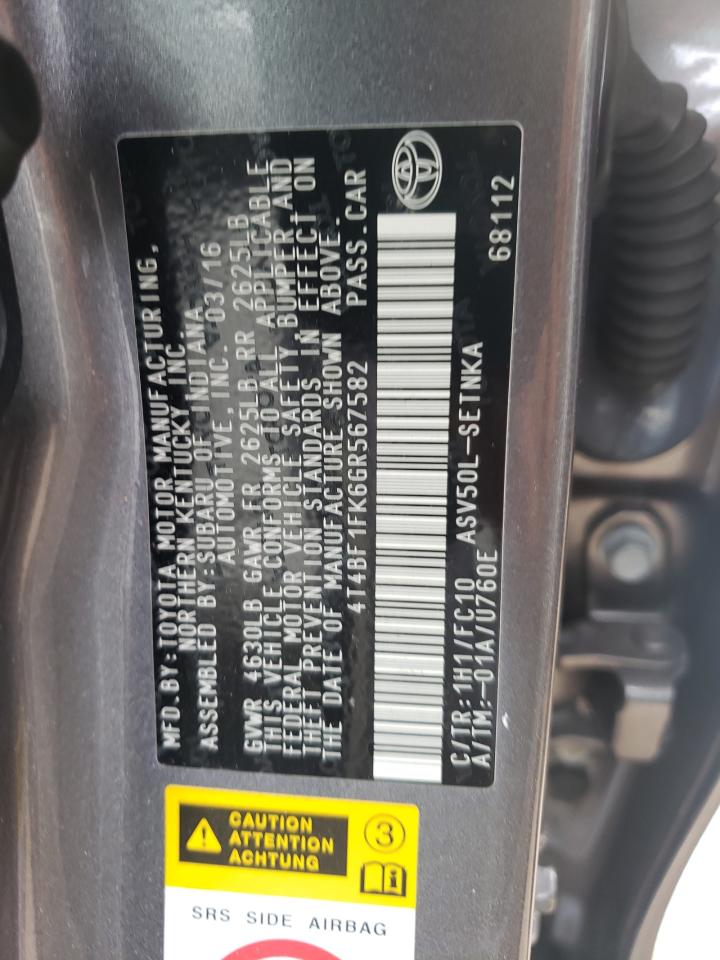 MFD.BY:TOYOTA MOTOR MANUFACTURING,
NORTHERN KENTUCKY INC.
ASSEMBLED BY:SUBARU OF INDIANA
AUTOMOTIVE, INC. 03/16
GVWR 4630LB GAWR FR 2625LB RR 2625LB
THIS VEHICLE CONFORMS TO ALL APPLICABLE
FEDERAL MOTOR VEHICLE SAFETY, BUMPER, AND
THEFT PREVENTION STANDARDS IN EFFECT ON
THE DATE OF MANUFACTURE SHOWN ABOVE.
4T4BF1FK6GR567582 PASS.CAR
C/TR:1H1/FC10 ASV50L-SETNKA
A/TM:-01A/U760E 68112
CAUTION
ATTENTION
ACHTUNG
3
SRS SIDE AIRBAG